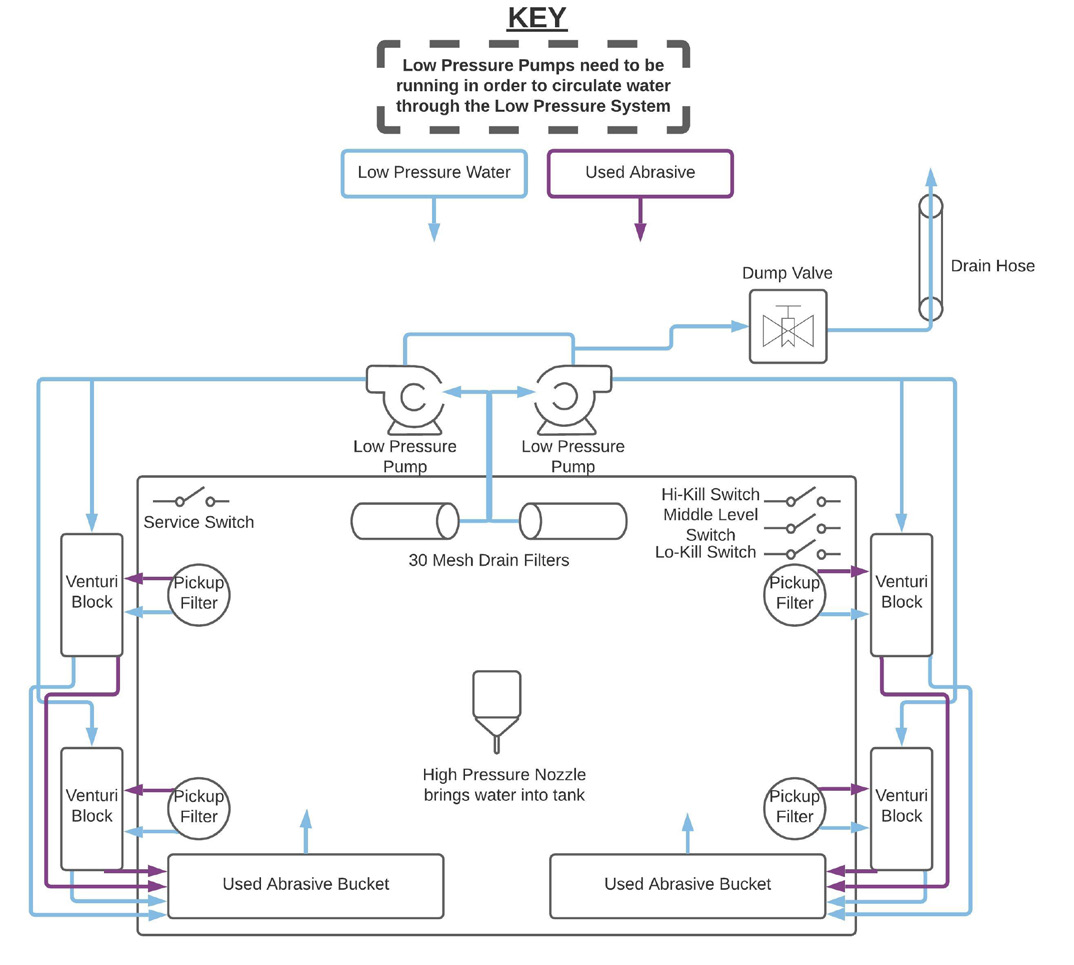 KEY
Low Pressure Pumps need to be
running in order to circulate water
through the Low Pressure System
Low Pressure Water
Used Abrasive
Drain Hose
Dump Valve
Low Pressure
Pump
Low Pressure
Pump
Service Switch
30 Mesh Drain Filters
Hi-Kill Switch
Middle Level
Switch
Lo-Kill Switch
Venturi
Block
Pickup
Filter
Pickup
Filter
Venturi
Block
High Pressure Nozzle
brings water into tank
Venturi
Block
Pickup
Filter
Pickup
Filter
Venturi
Block
Used Abrasive Bucket
Used Abrasive Bucket